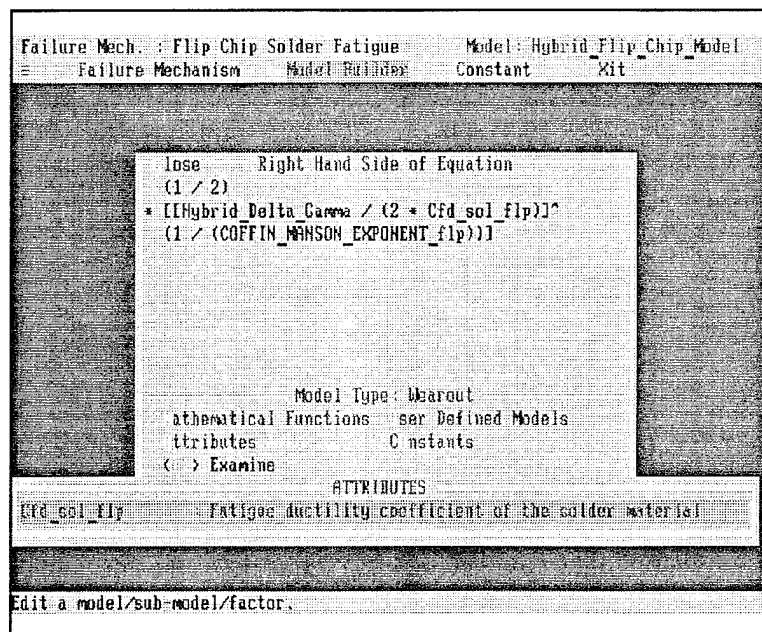 Failure Mech. : Flip Chip Solder Fatigue Model: Hybrid_Flip_Chip_Model
= Failure Mechanism Model Builder Constant Xit
lose Right Hand Side of Equation
(1 / 2)
* [[Hybrid_Delta_Gamma / (2 * Cfd_sol_flp)]^
(1 / (COFFIN_MANSON_EXPONENT_flp))]
Model Type: Wearout
athematical Functions ser Defined Models
ttributes C nstants
< > Examine
ATTRIBUTES
Cfd_sol_flp : Fatigue ductility coefficient of the solder material
Edit a model/sub-model/factor.